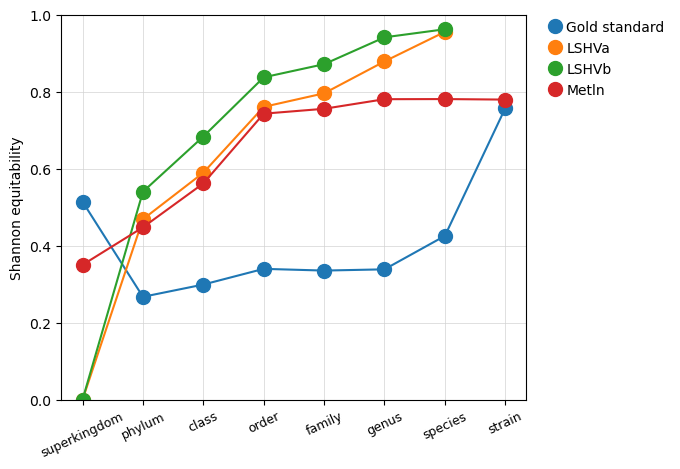 1.0
0.8
0.6
0.4
0.2
0.0
Shannon equitability
superkingdom
phylum
class
order
family
genus
species
strain
Gold standard
LSHVa
LSHVb
Metln